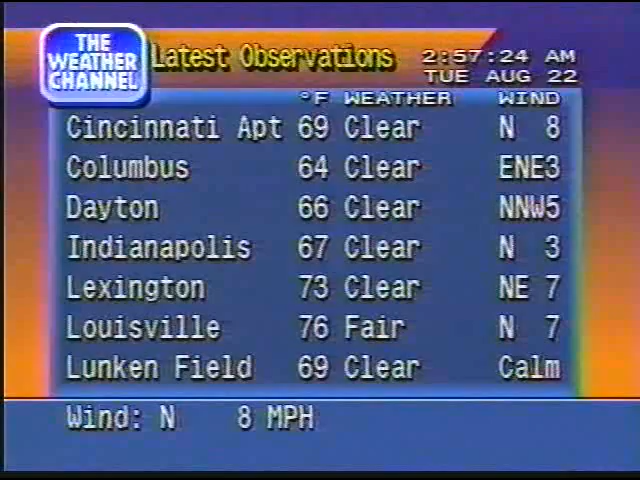 THE
WEATHER
CHANNEL
Latest Observations
2:57:24 AM
TUE AUG 22
°F WEATHER WIND
Cincinnati Apt 69 Clear N 8
Columbus 64 Clear ENE3
Dayton 66 Clear NNW5
Indianapolis 67 Clear N 3
Lexington 73 Clear NE 7
Louisville 76 Fair N 7
Lunken Field 69 Clear Calm
Wind: N 8 MPH